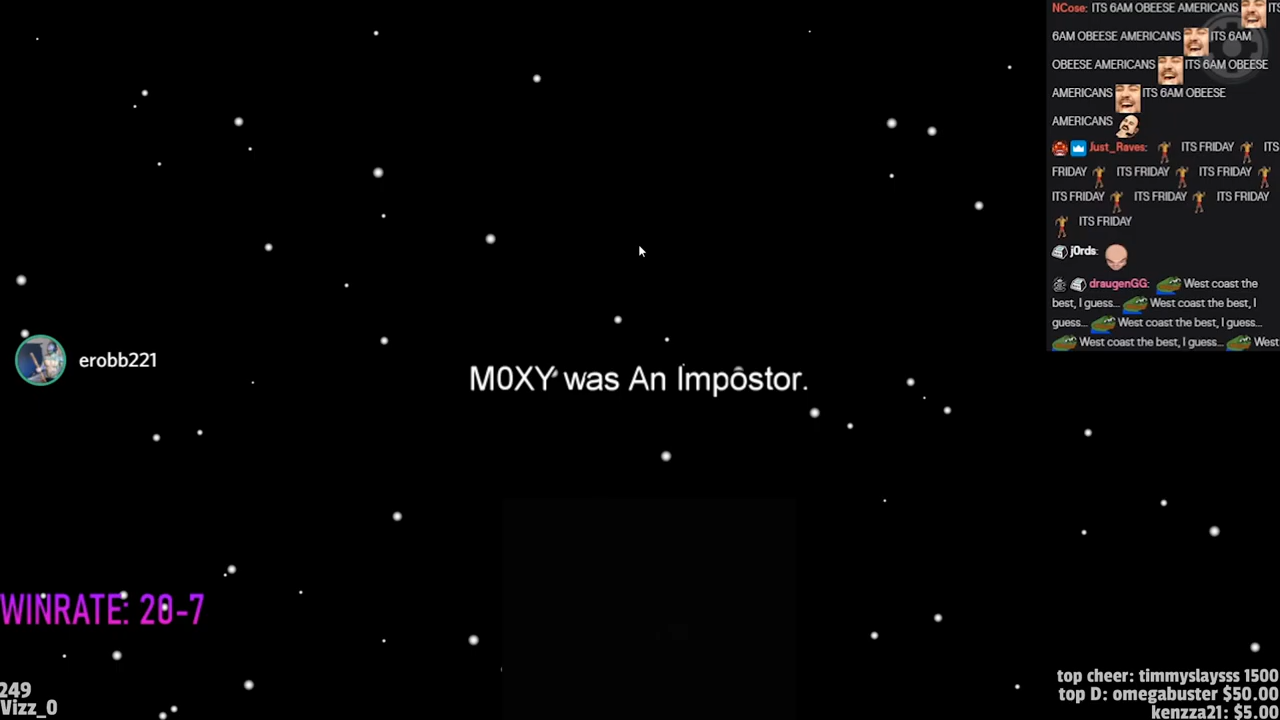 NCose: ITS 6AM OBEESE AMERICANS ITS
6AM OBEESE AMERICANS ITS 6AM
OBEESE AMERICANS ITS 6AM OBEESE
AMERICANS ITS 6AM OBEESE
AMERICANS
Just_Raves: ITS FRIDAY ITS
FRIDAY ITS FRIDAY ITS FRIDAY
ITS FRIDAY ITS FRIDAY ITS FRIDAY
ITS FRIDAY
j0rds:
draugenGG: West coast the
best, I guess... West coast the best, I
guess... West coast the best, I guess...
West coast the best, I guess... West
erobb221
M0XY was An Impostor.
WINRATE: 20-7
249
Vizz_0
top cheer: timmyslaysss 1500
top D: omegabuster $50.00
kenzza21: $5.00